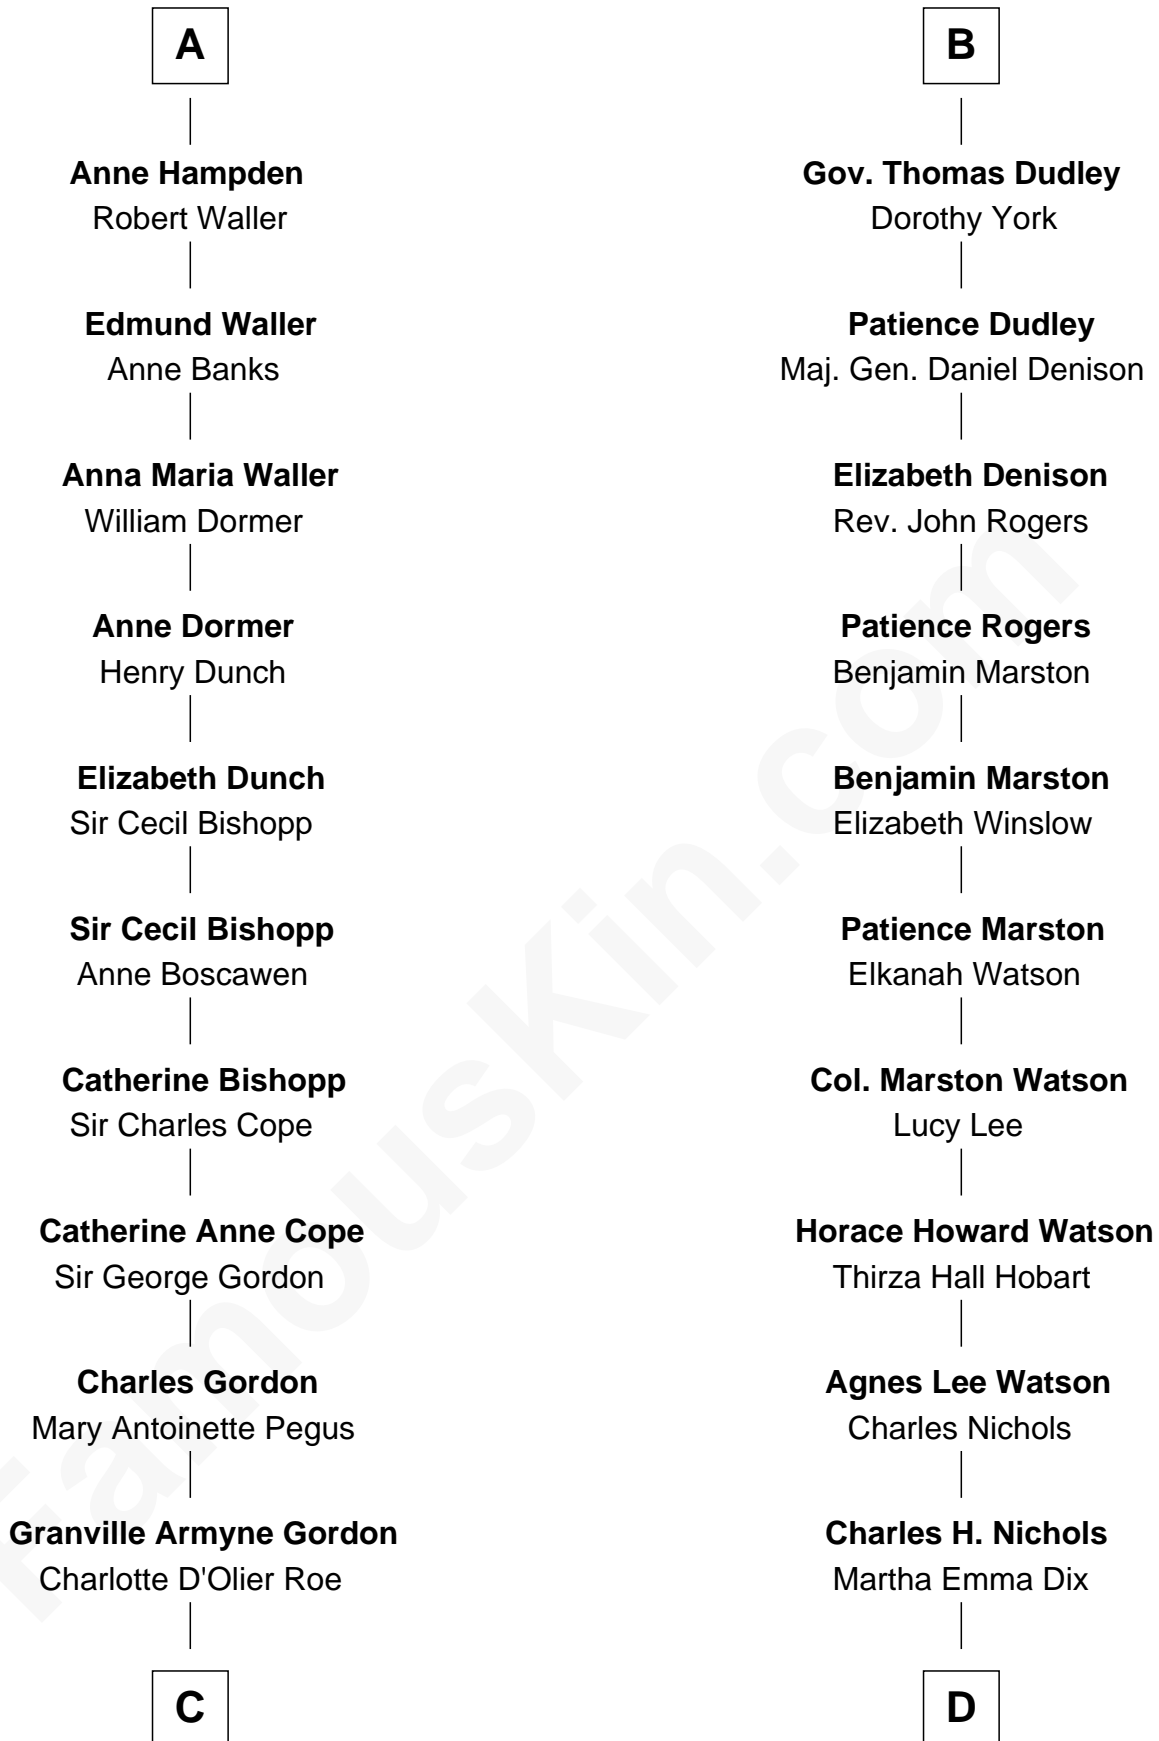 A
Anne Hampden
Robert Waller
Edmund Waller
Anne Banks
Anna Maria Waller
William Dormer
Anne Dormer
Henry Dunch
Elizabeth Dunch
Sir Cecil Bishopp
Sir Cecil Bishopp
Anne Boscawen
Catherine Bishopp
Sir Charles Cope
Catherine Anne Cope
Sir George Gordon
Charles Gordon
Mary Antoinette Pegus
Granville Armyne Gordon
Charlotte D'Olier Roe
C
B
Gov. Thomas Dudley
Dorothy York
Patience Dudley
Maj. Gen. Daniel Denison
Elizabeth Denison
Rev. John Rogers
Patience Rogers
Benjamin Marston
Benjamin Marston
Elizabeth Winslow
Patience Marston
Elkanah Watson
Col. Marston Watson
Lucy Lee
Horace Howard Watson
Thirza Hall Hobart
Agnes Lee Watson
Charles Nichols
Charles H. Nichols
Martha Emma Dix
D
FamousKin.com